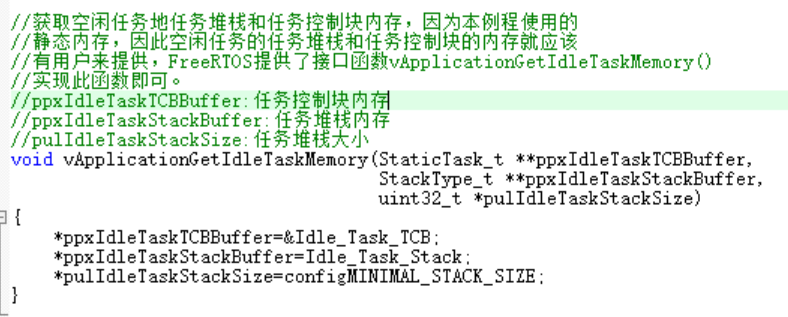 //获取空闲任务地任务堆栈和任务控制块内存，因为本例程使用的
//静态内存，因此空闲任务的任务堆栈和任务控制块的内存就应该
//有用户来提供，FreeRTOS提供了接口函数vApplicationGetIdleTaskMemory()
//实现此函数即可。
//ppxIdleTaskTCBBuffer:任务控制块内存
//ppxIdleTaskStackBuffer:任务堆栈内存
//pulIdleTaskStackSize:任务堆栈大小
void vApplicationGetIdleTaskMemory(StaticTask_t **ppxIdleTaskTCBBuffer,
StackType_t **ppxIdleTaskStackBuffer,
uint32_t *pulIdleTaskStackSize)
{
*ppxIdleTaskTCBBuffer=&Idle_Task_TCB;
*ppxIdleTaskStackBuffer=Idle_Task_Stack;
*pulIdleTaskStackSize=configMINIMAL_STACK_SIZE;
}